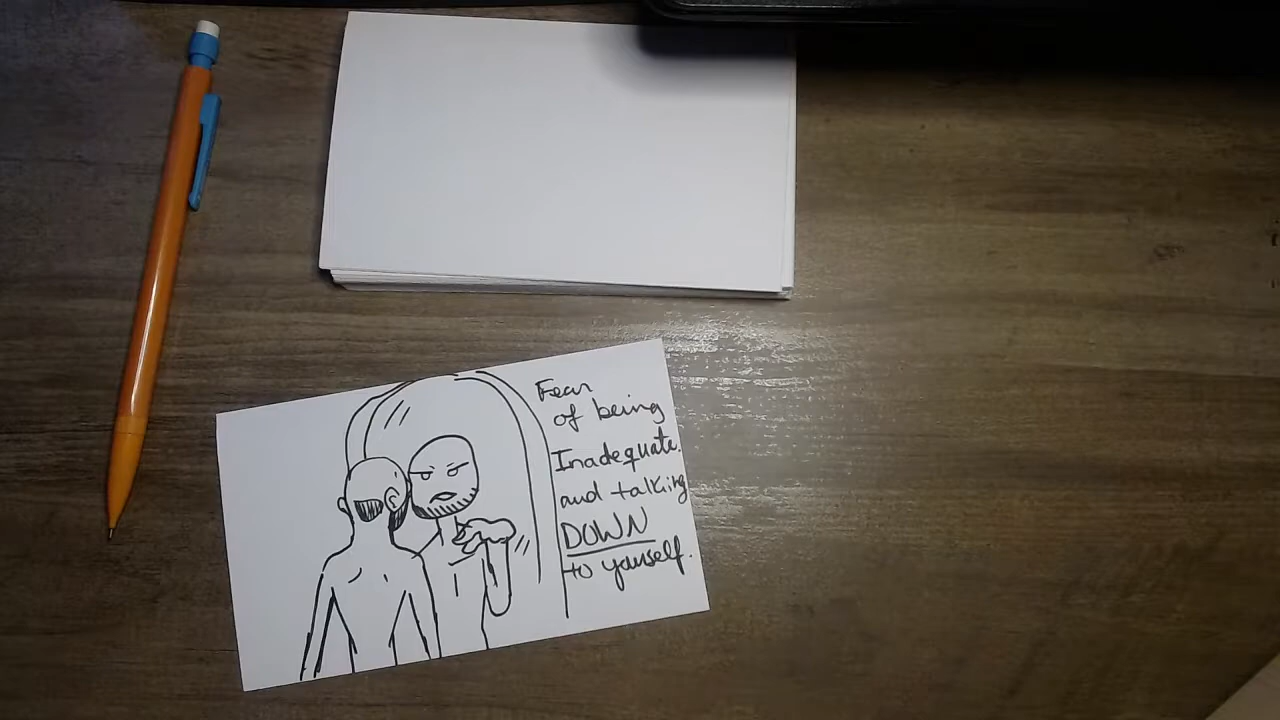 Fear
of being
Inadequate.
and talking
DOWN
to yourself.